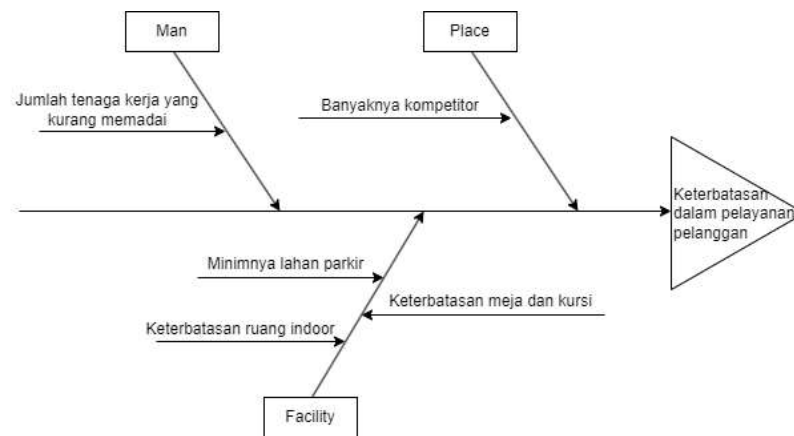 Man
Place
Jumlah tenaga kerja yang
kurang memadai
Banyaknya kompetitor
Keterbatasan
dalam pelayanan
pelanggan
Minimnya lahan parkir
Keterbatasan meja dan kursi
Keterbatasan ruang indoor
Facility